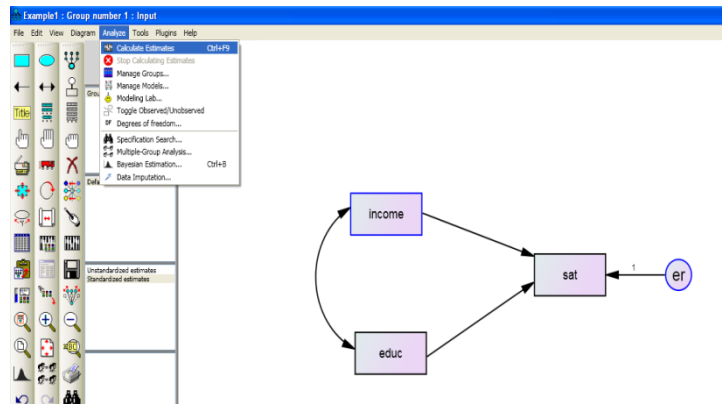 Example1 : Group number 1 : Input
File Edit View Diagram Analyze Tools Plugins Help
Calculate Estimates Ctrl+F9
Stop Calculating Estimates
Manage Groups...
Manage Models...
Modeling Lab...
Toggle Observed/Unobserved
DF Degrees of freedom...
Specification Search...
Multiple-Group Analysis...
Bayesian Estimation... Ctrl+B
Data Imputation...
Title
Unstandardized estimates
Standardized estimates
income
sat
1
er
educ